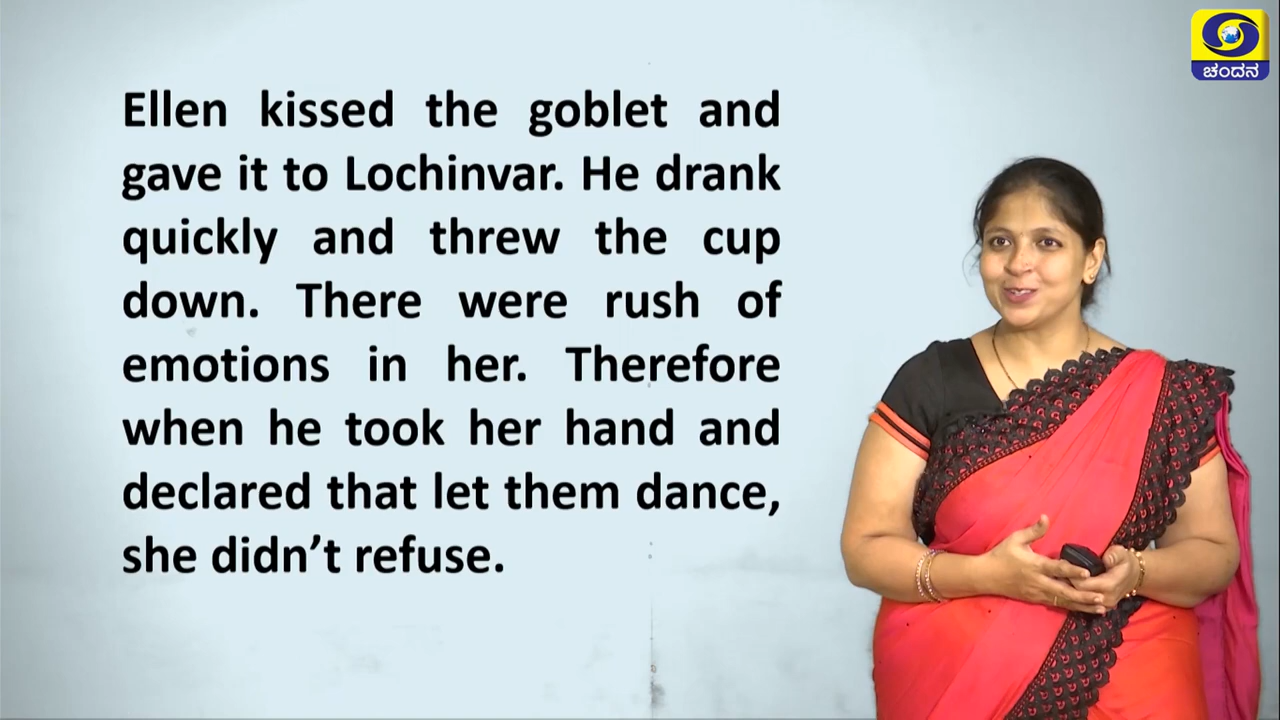 Ellen kissed the goblet and
gave it to Lochinvar. He drank
quickly and threw the cup
down. There were rush of
emotions in her. Therefore
when he took her hand and
declared that let them dance,
she didn’t refuse.
ಚಂದನ